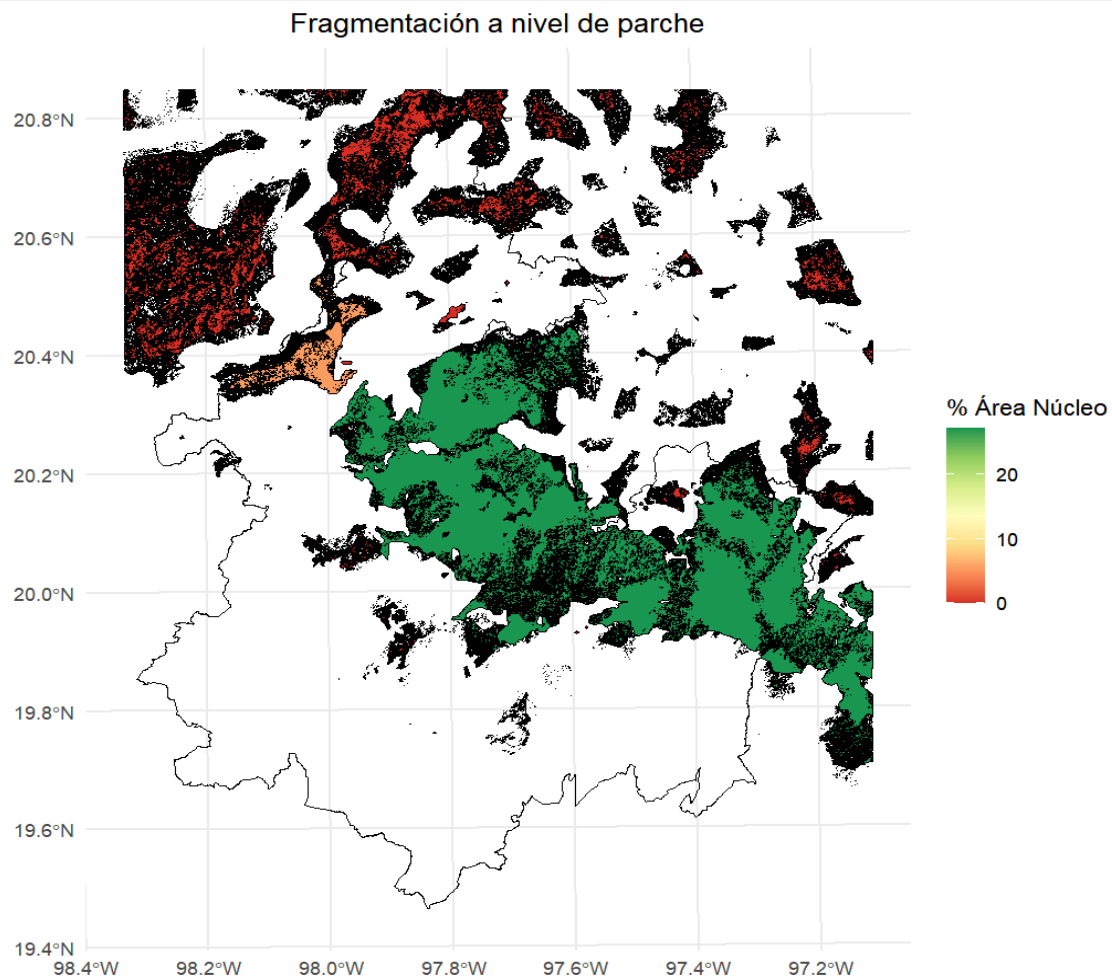 Fragmentación a nivel de parche
20.8°N
20.6°N
20.4°N
20.2°N
20.0°N
19.8°N
19.6°N
19.4°N
98.4°W 98.2°W 98.0°W 97.8°W 97.6°W 97.4°W 97.2°W
% Área Núcleo
20
10
0